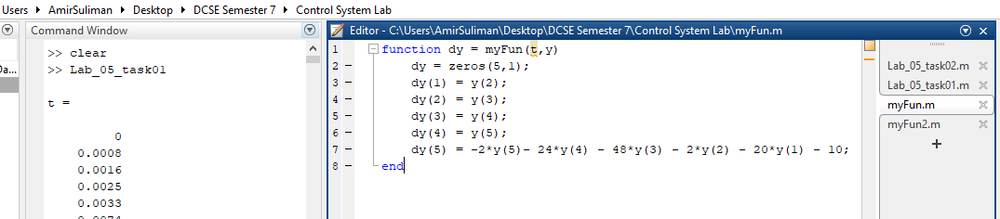 Users ▸ AmirSuliman ▸ Desktop ▸ DCSE Semester 7 ▸ Control System Lab
Da...
Command Window
>> clear
>> Lab_05_task01
t =
0
0.0008
0.0016
0.0025
0.0033
0.0074
Editor - C:\Users\AmirSuliman\Desktop\DCSE Semester 7\Control System Lab\myFun.m
1 function dy = myFun(t,y)
2 - dy = zeros(5,1);
3 - dy(1) = y(2);
4 - dy(2) = y(3);
5 - dy(3) = y(4);
6 - dy(4) = y(5);
7 - dy(5) = -2*y(5)- 24*y(4) - 48*y(3) - 2*y(2) - 20*y(1) - 10;
8 - end
Lab_05_task02.m
Lab_05_task01.m
myFun.m
myFun2.m